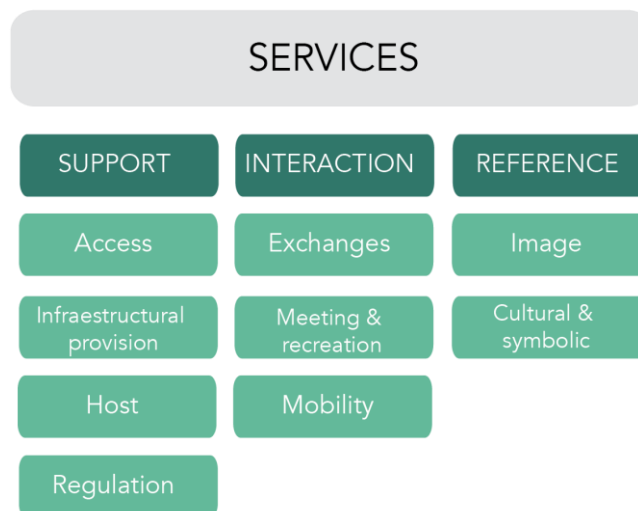 SERVICES
SUPPORT
INTERACTION
REFERENCE
Access
Exchanges
Image
Infraestructural
provision
Meeting &
recreation
Cultural &
symbolic
Host
Mobility
Regulation